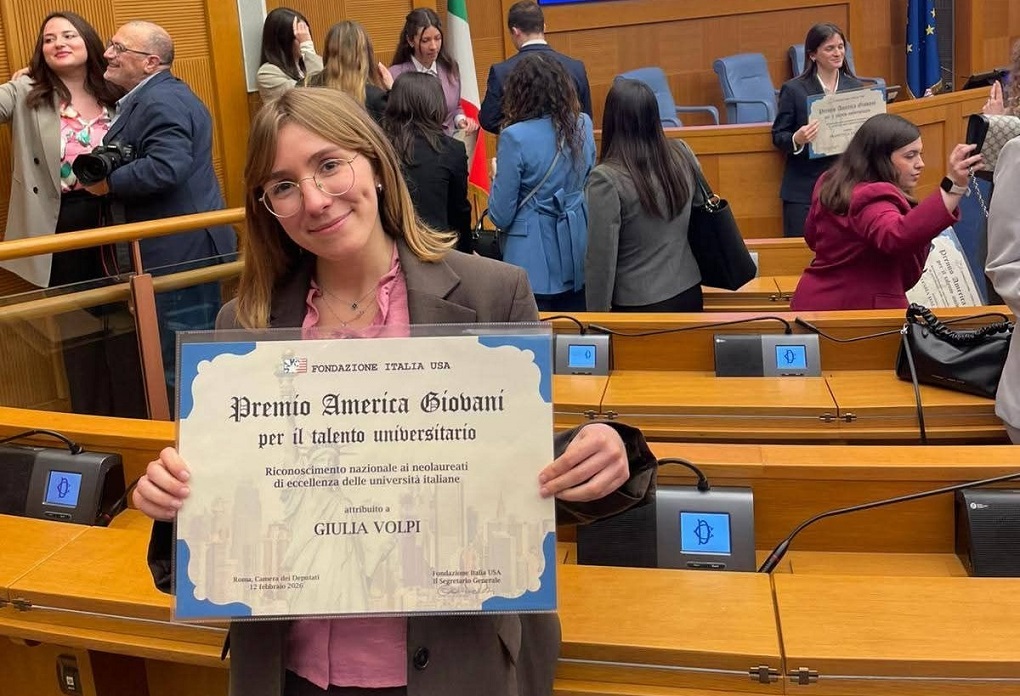 FONDAZIONE ITALIA USA
Premio America Giovani
per il talento universitario
Riconoscimento nazionale ai neolaureati
di eccellenza delle università italiane
attribuito a
GIULIA VOLPI
Roma, Camera dei Deputati
12 febbraio 2026
Fondazione Italia USA
Il Segretario Generale